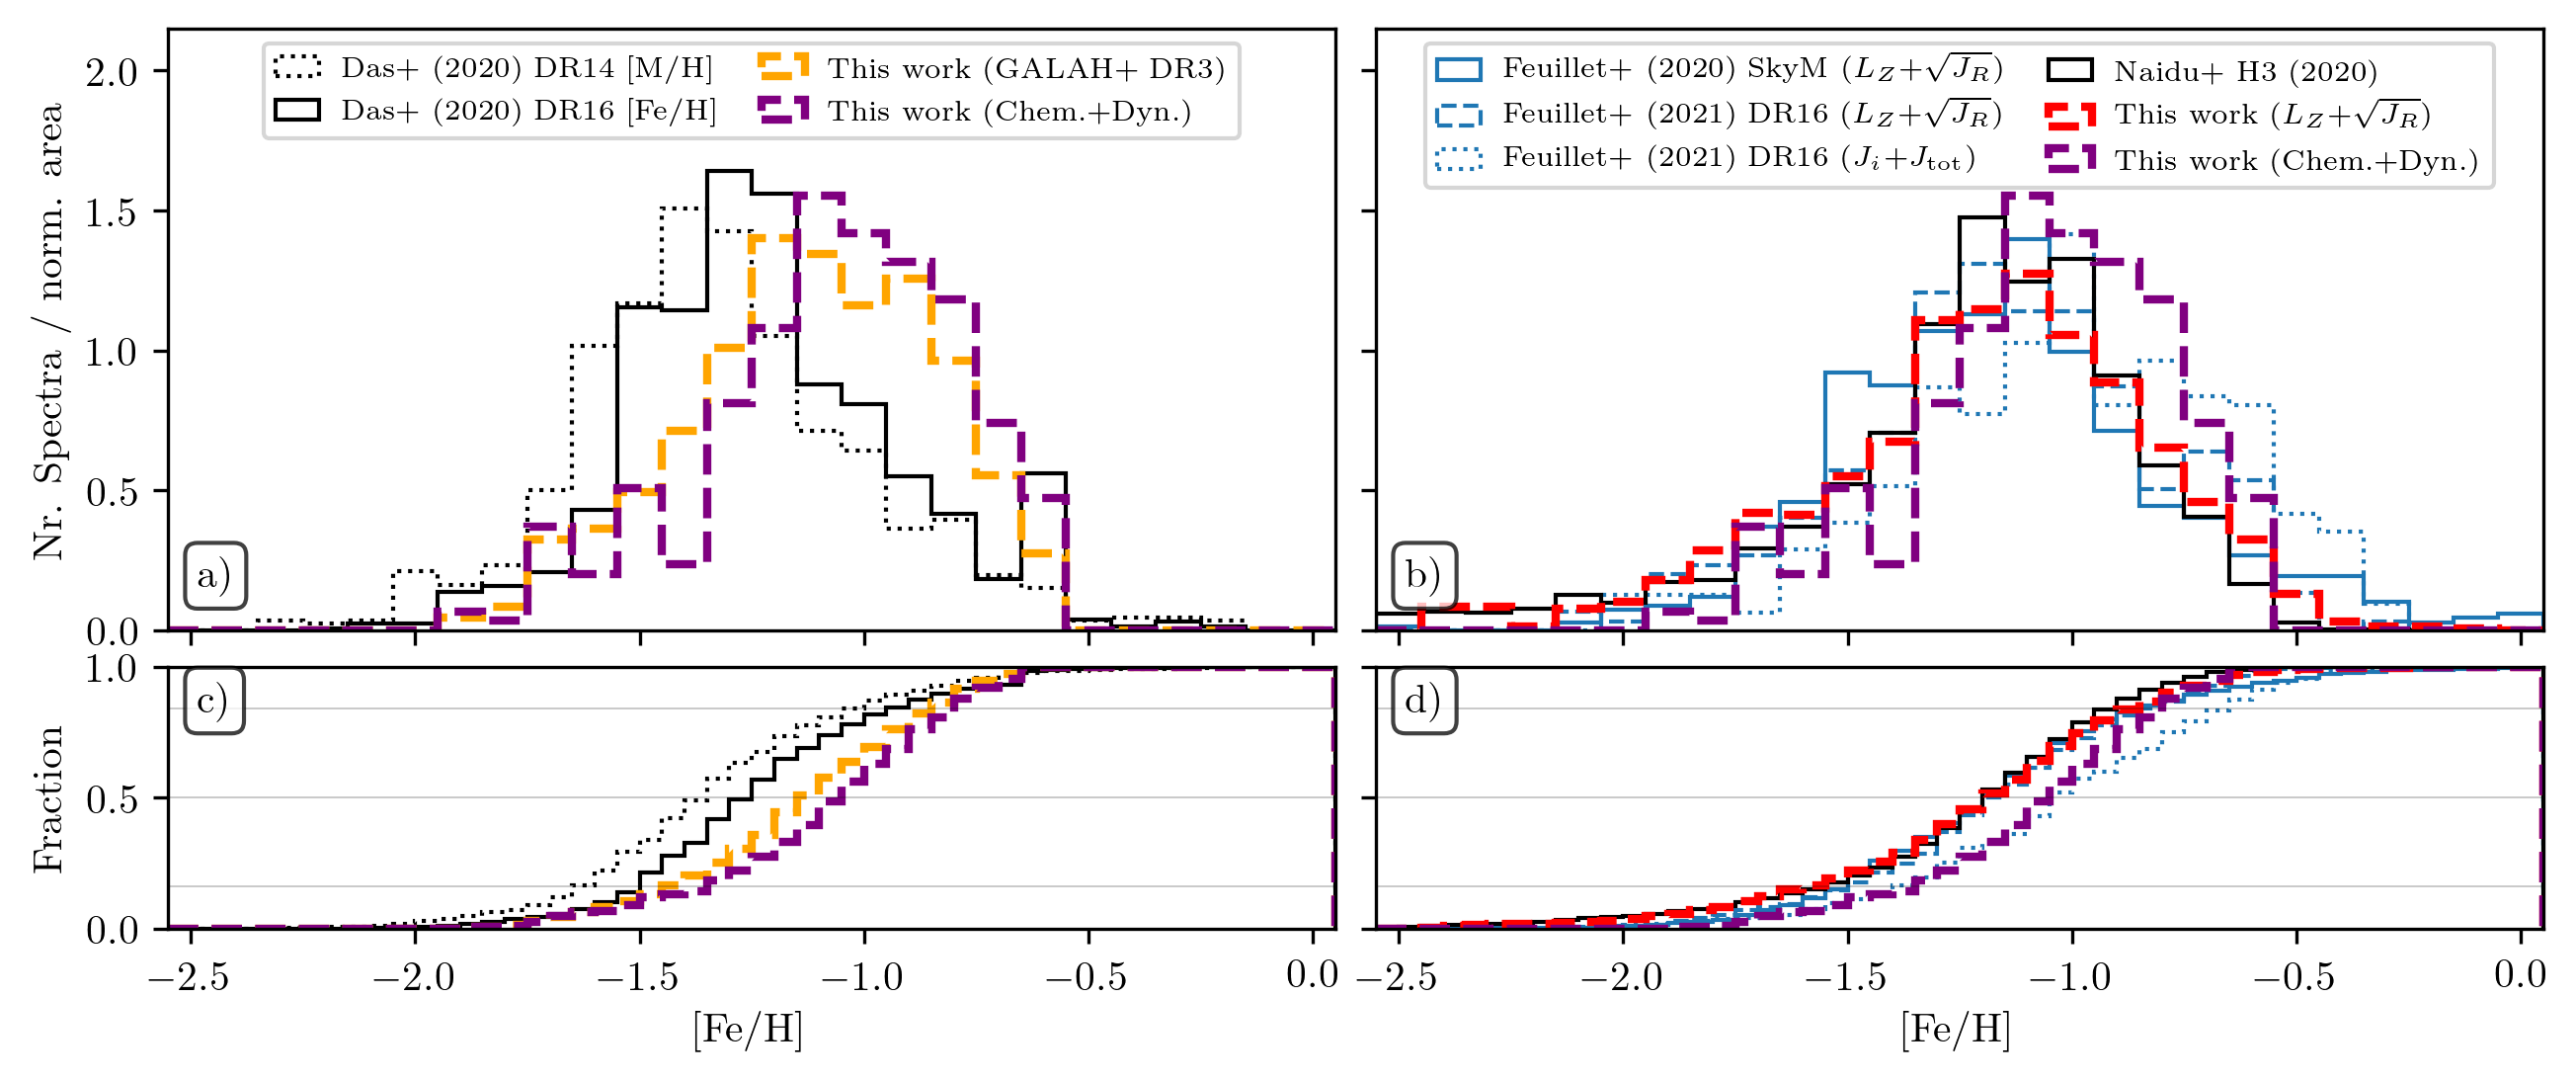 Nr. Spectra / norm. area
2.0
1.5
1.0
0.5
0.0
Das+ (2020) DR14 [M/H]
Das+ (2020) DR16 [Fe/H]
This work (GALAH+ DR3)
This work (Chem.+Dyn.)
a)
Feuillet+ (2020) SkyM (L_Z+√J_R)
Feuillet+ (2021) DR16 (L_Z+√J_R)
Feuillet+ (2021) DR16 (J_i+J_tot)
Naidu+ H3 (2020)
This work (L_Z+√J_R)
This work (Chem.+Dyn.)
b)
Fraction
1.0
0.5
0.0
c)
d)
−2.5 −2.0 −1.5 −1.0 −0.5 0.0
−2.5 −2.0 −1.5 −1.0 −0.5 0.0
[Fe/H]
[Fe/H]